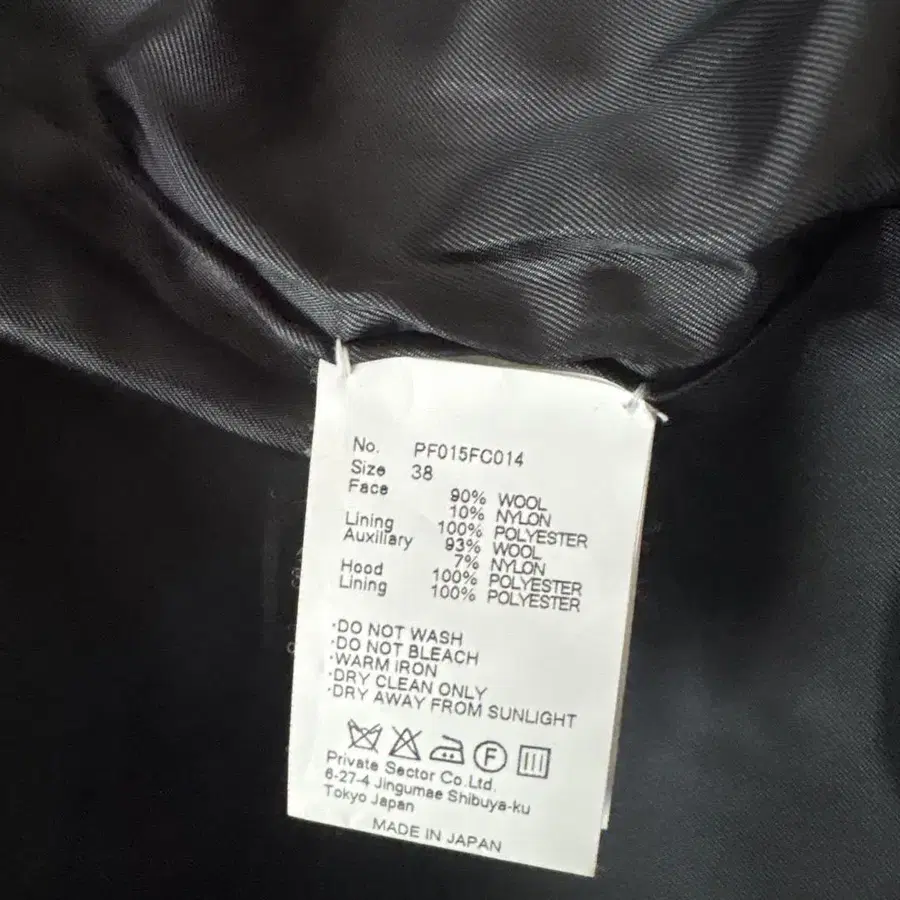 No. PF015FC014
Size 38
Face 90% WOOL
10% NYLON
Lining 100% POLYESTER
Auxiliary 93% WOOL
7% NYLON
Hood 100% POLYESTER
Lining 100% POLYESTER
·DO NOT WASH
·DO NOT BLEACH
·WARM IRON
·DRY CLEAN ONLY
·DRY AWAY FROM SUNLIGHT
F
Private Sector Co.Ltd.
6-27-4 Jingumae Shibuya-ku
Tokyo Japan
MADE IN JAPAN